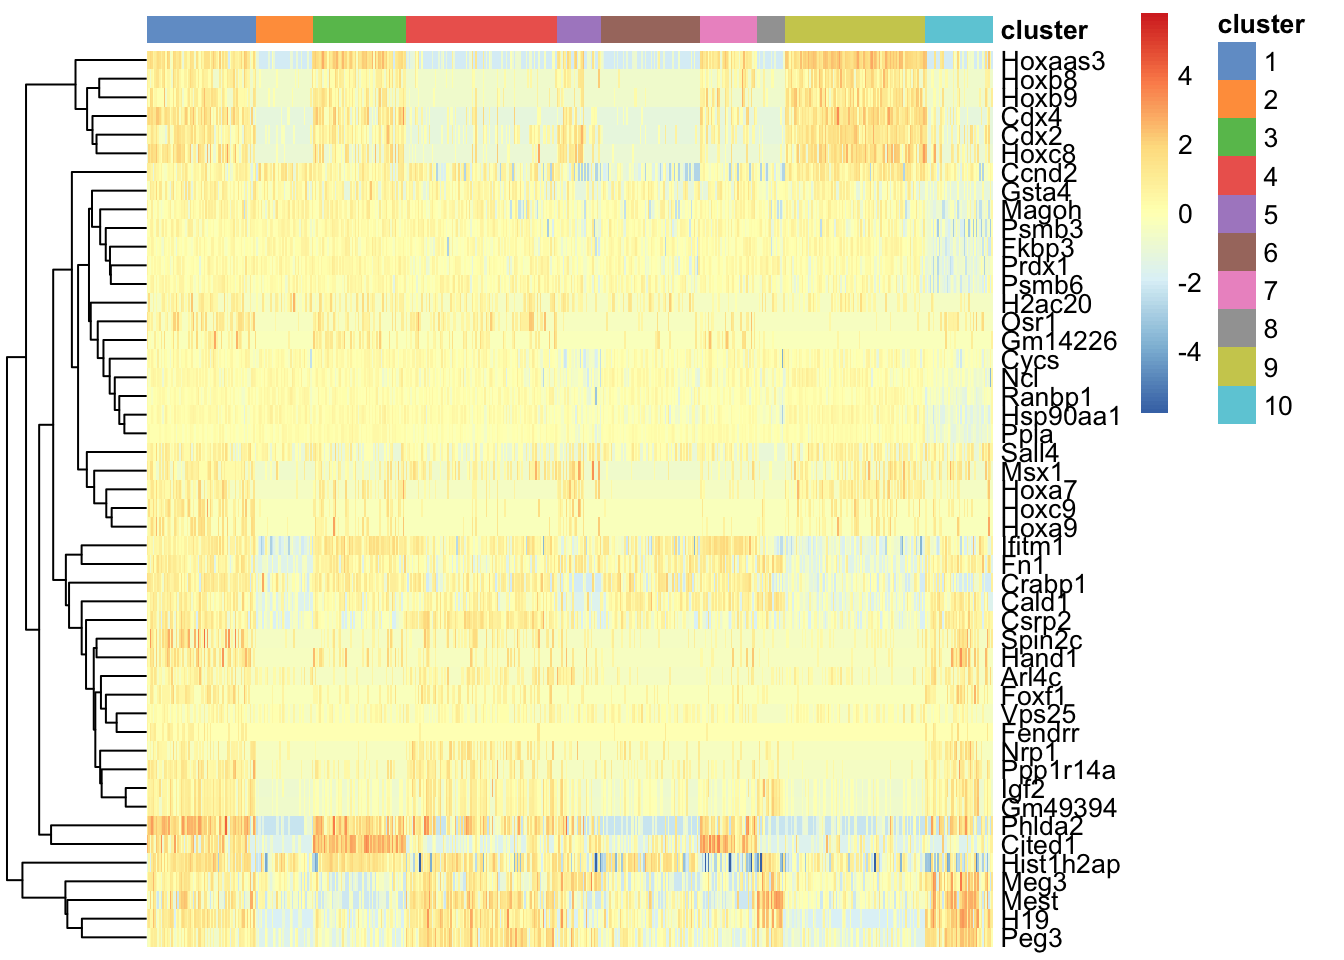 cluster
Hoxaas3
Hoxb8
Hoxb9
Cdx4
Cdx2
Hoxc8
Ccnd2
Gsta4
Magoh
Psmb3
Fkbp3
Prdx1
Psmb6
H2ac20
Osr1
Gm14226
Cycs
Ncl
Ranbp1
Hsp90aa1
Ppia
Sall4
Msx1
Hoxa7
Hoxc9
Hoxa9
Ifitm1
Fn1
Crabp1
Cald1
Csrp2
Spin2c
Hand1
Arl4c
Foxf1
Vps25
Fendrr
Nrp1
Ppp1r14a
Igf2
Gm49394
Phlda2
Cited1
Hist1h2ap
Meg3
Mest
H19
Peg3
4
2
0
-2
-4
cluster
1
2
3
4
5
6
7
8
9
10